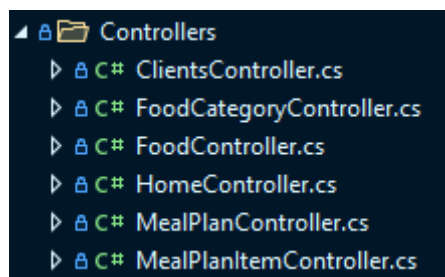 Controllers
C# ClientsController.cs
C# FoodCategoryController.cs
C# FoodController.cs
C# HomeController.cs
C# MealPlanController.cs
C# MealPlanItemController.cs